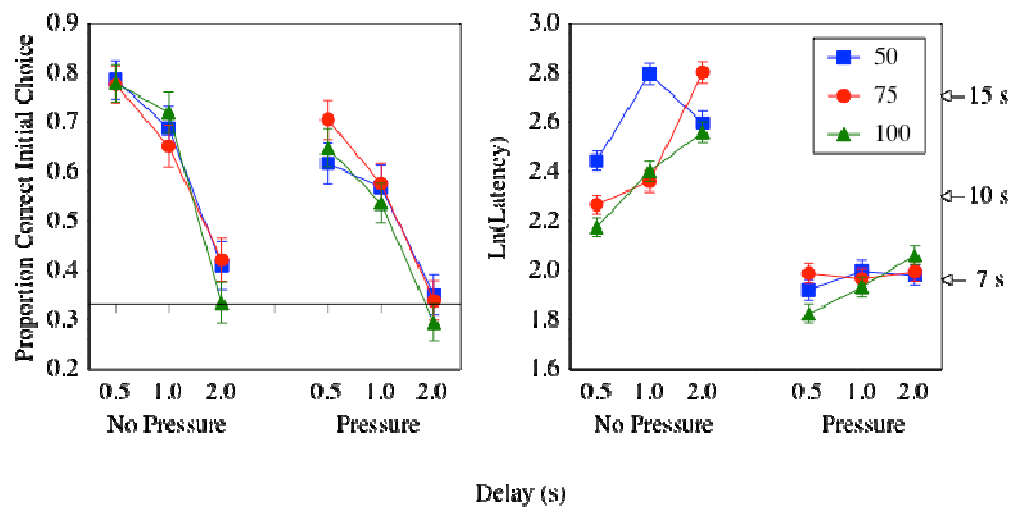 Proportion Correct Initial Choice
0.9
0.8
0.7
0.6
0.5
0.4
0.3
0.2
0.5 1.0 2.0 0.5 1.0 2.0
No Pressure Pressure
Ln(Latency)
3.0
2.8
2.6
2.4
2.2
2.0
1.8
1.6
50
75
100
15 s
10 s
7 s
0.5 1.0 2.0 0.5 1.0 2.0
No Pressure Pressure
Delay (s)